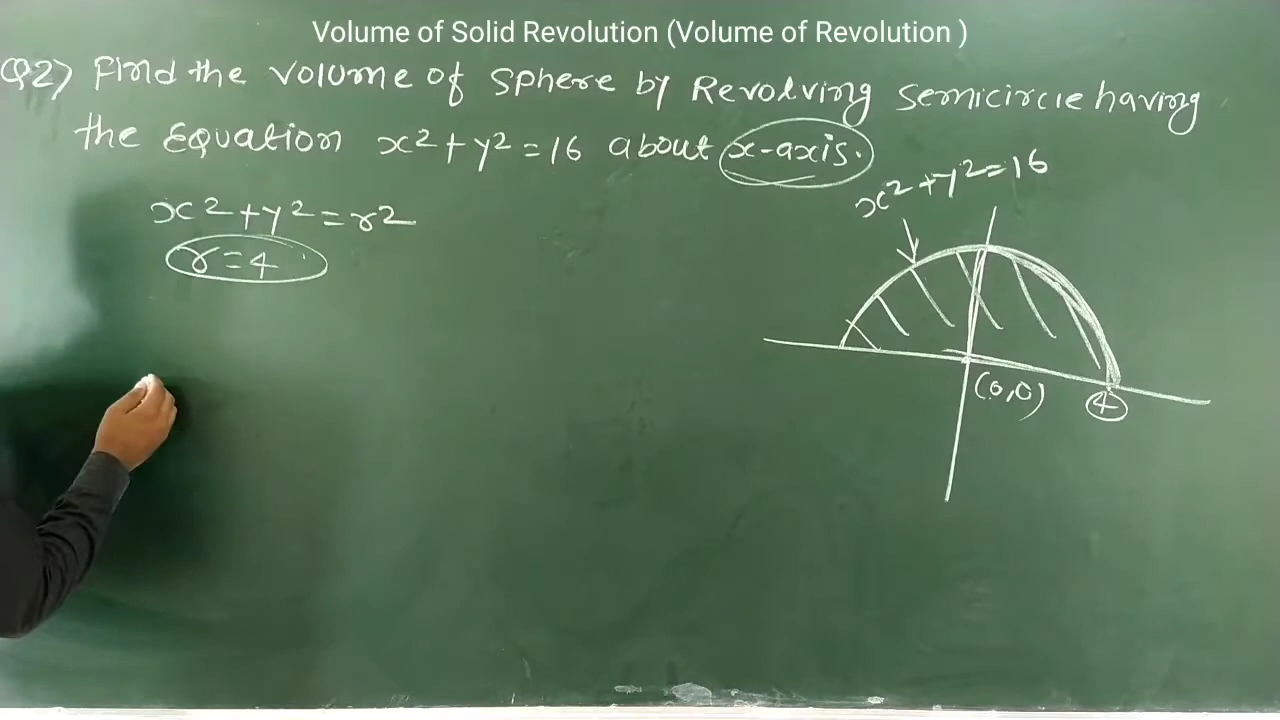 Volume of Solid Revolution (Volume of Revolution )
Q2) Find the volume of sphere by Revolving semicircle having
the Equation x²+y²=16 about x-axis.
x²+y²=r²
r=4
x²+y²=16
(0,0)
4